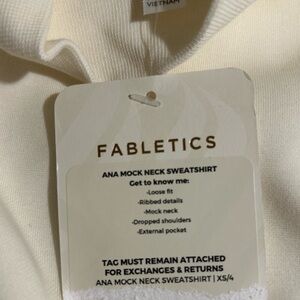 VIETNAM
FABLETICS
ANA MOCK NECK SWEATSHIRT
Get to know me:
-Loose fit
-Ribbed details
-Mock neck
-Dropped shoulders
-External pocket
TAG MUST REMAIN ATTACHED
FOR EXCHANGES & RETURNS
ANA MOCK NECK SWEATSHIRT | XS/4